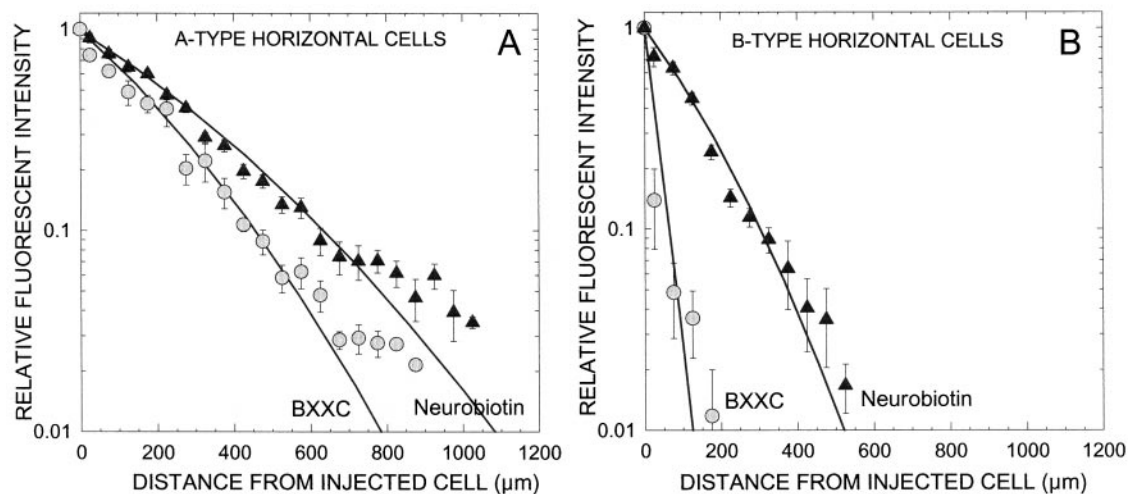 A-TYPE HORIZONTAL CELLS
A
RELATIVE FLUORESCENT INTENSITY
1
0.1
0.01
BXXC
Neurobiotin
0 200 400 600 800 1000 1200
DISTANCE FROM INJECTED CELL (µm)
B-TYPE HORIZONTAL CELLS
B
RELATIVE FLUORESCENT INTENSITY
1
0.1
0.01
BXXC
Neurobiotin
0 200 400 600 800 1000 1200
DISTANCE FROM INJECTED CELL (µm)